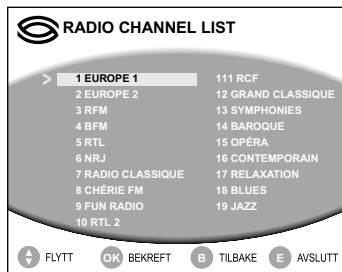 RADIO CHANNEL LIST
> 1 EUROPE 1
2 EUROPE 2
3 RFM
4 BFM
5 RTL
6 NRJ
7 RADIO CLASSIQUE
8 CHÉRIE FM
9 FUN RADIO
10 RTL 2
111 RCF
12 GRAND CLASSIQUE
13 SYMPHONIES
14 BAROQUE
15 OPÉRA
16 CONTEMPORAIN
17 RELAXATION
18 BLUES
19 JAZZ
FLYTT OK BEKREFT B TILBAKE E AVSLUTT